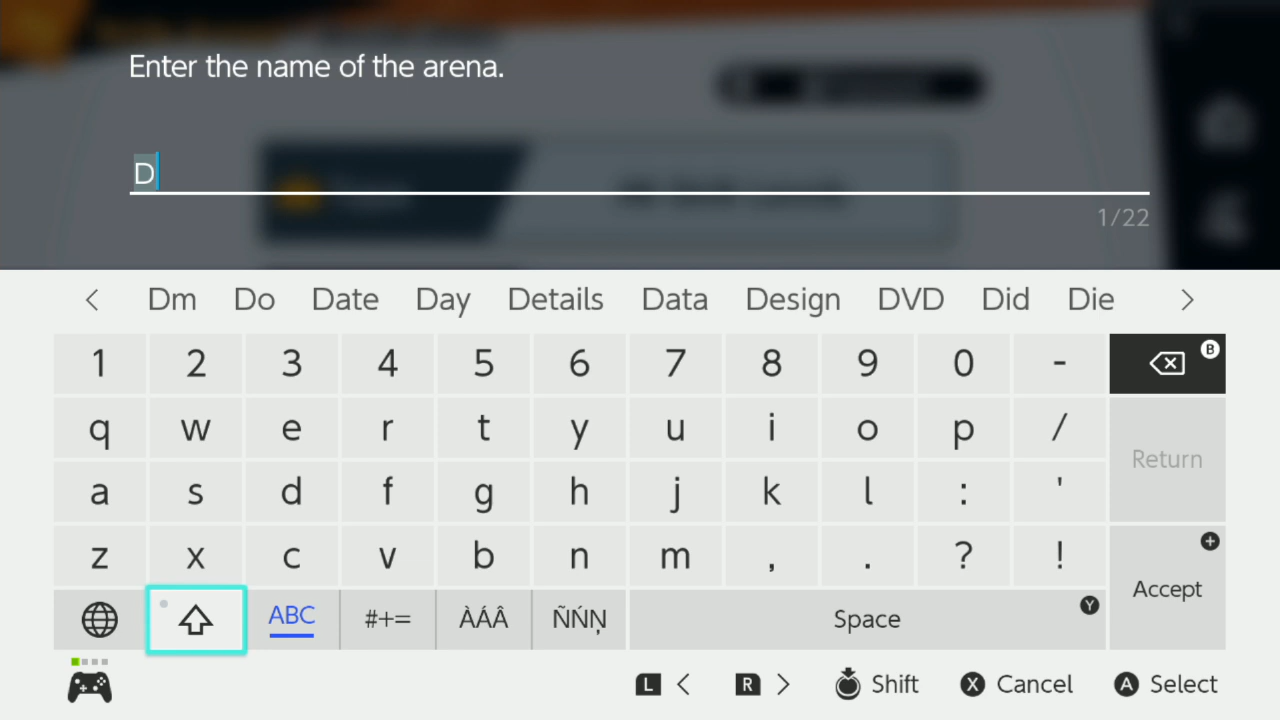 Enter the name of the arena.
D
1/22
< Dm Do Date Day Details Data Design DVD Did Die >
1 2 3 4 5 6 7 8 9 0 - B
q w e r t y u i o p /
Return
a s d f g h j k l : '
z x c v b n m , . ? ! +
Accept
ABC #+= ÀÁÂ ÑŃŅ Space Y
L < R > Shift X Cancel A Select